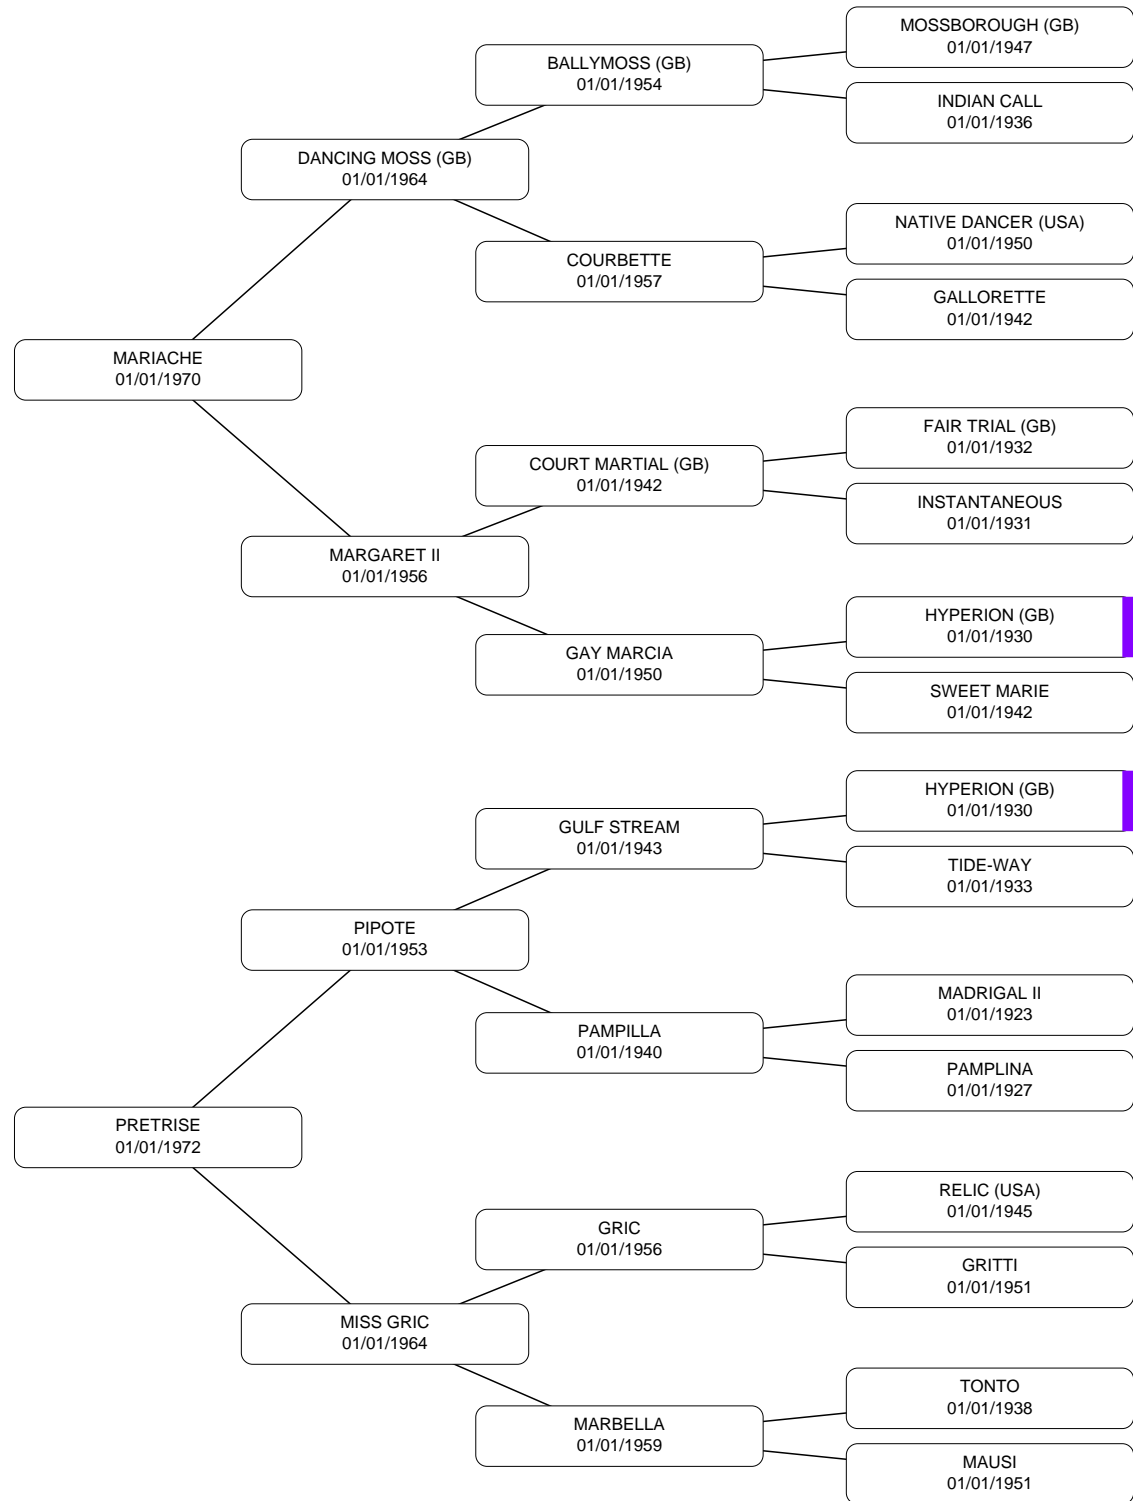 MOSSBOROUGH (GB)
01/01/1947
BALLYMOSS (GB)
01/01/1954
INDIAN CALL
01/01/1936
DANCING MOSS (GB)
01/01/1964
NATIVE DANCER (USA)
01/01/1950
COURBETTE
01/01/1957
GALLORETTE
01/01/1942
MARIACHE
01/01/1970
FAIR TRIAL (GB)
01/01/1932
COURT MARTIAL (GB)
01/01/1942
INSTANTANEOUS
01/01/1931
MARGARET II
01/01/1956
HYPERION (GB)
01/01/1930
GAY MARCIA
01/01/1950
SWEET MARIE
01/01/1942
HYPERION (GB)
01/01/1930
GULF STREAM
01/01/1943
TIDE-WAY
01/01/1933
PIPOTE
01/01/1953
MADRIGAL II
01/01/1923
PAMPILLA
01/01/1940
PAMPLINA
01/01/1927
PRETRISE
01/01/1972
RELIC (USA)
01/01/1945
GRIC
01/01/1956
GRITTI
01/01/1951
MISS GRIC
01/01/1964
TONTO
01/01/1938
MARBELLA
01/01/1959
MAUSI
01/01/1951